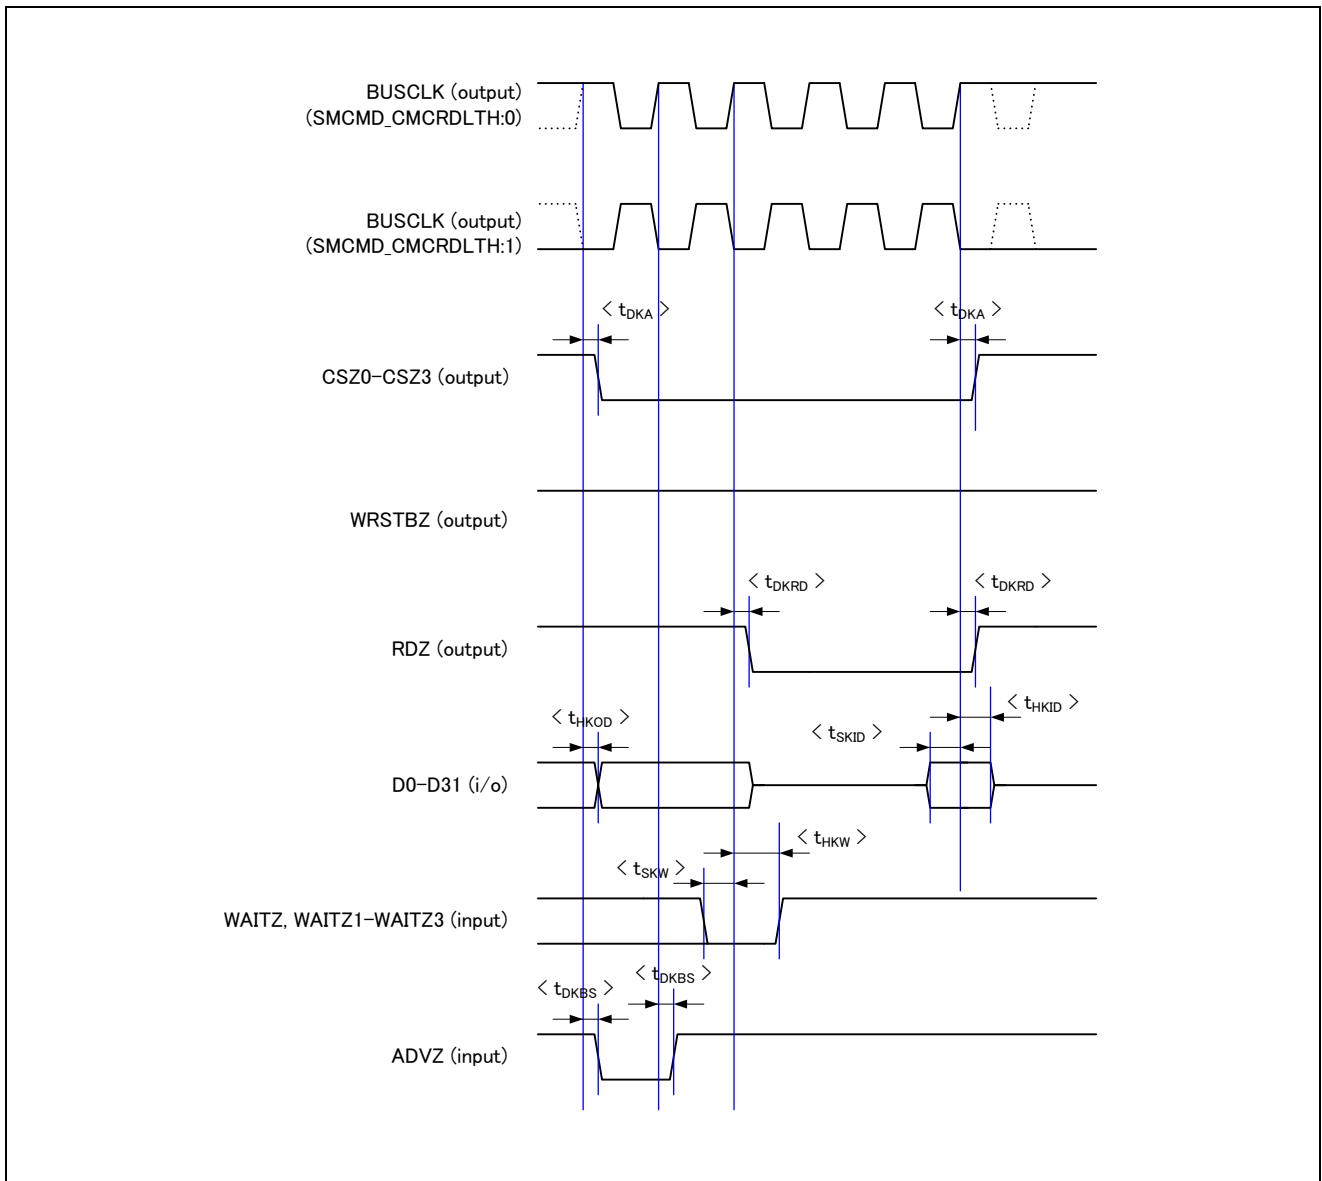 BUSCLK (output)
(SMCMD_CMCRDLTH:0)
BUSCLK (output)
(SMCMD_CMCRDLTH:1)
< tDKA >
< tDKA >
CSZ0-CSZ3 (output)
WRSTBZ (output)
< tDKRD >
< tDKRD >
RDZ (output)
< tHKID >
< tHKOD >
< tSKID >
D0-D31 (i/o)
< tHKW >
< tSKW >
WAITZ, WAITZ1-WAITZ3 (input)
< tDKBS >
< tDKBS >
ADVZ (input)